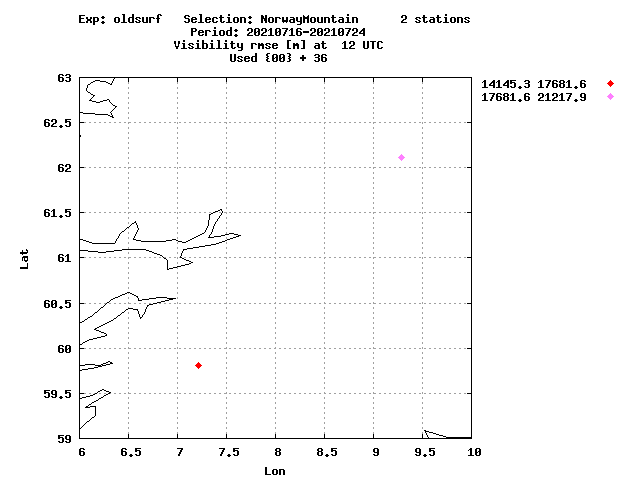 Exp: oldsurf Selection: NorwayMountain 2 stations
Period: 20210716-20210724
Visibility rmse [m] at 12 UTC
Used {00} + 36
14145.3 17681.6
17681.6 21217.9
63
62.5
62
61.5
61
60.5
60
59.5
59
Lat
6 6.5 7 7.5 8 8.5 9 9.5 10
Lon